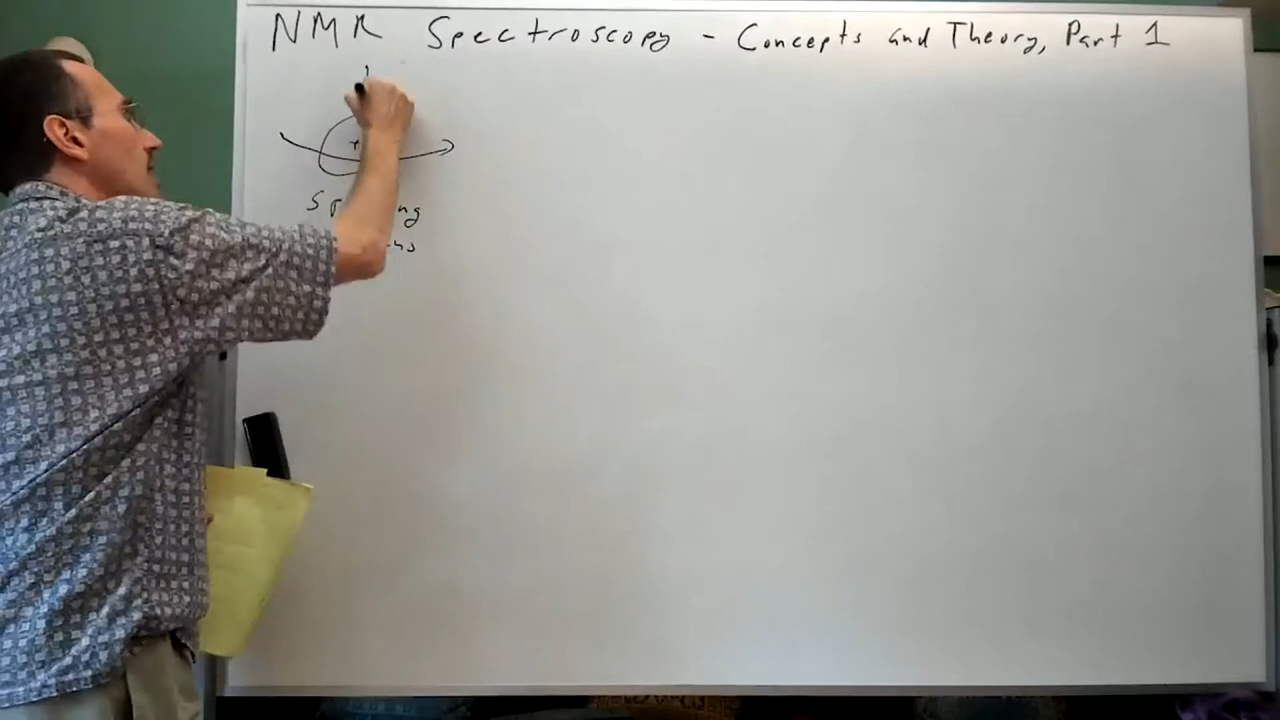 NMR Spectroscopy - Concepts and Theory, Part 1
+